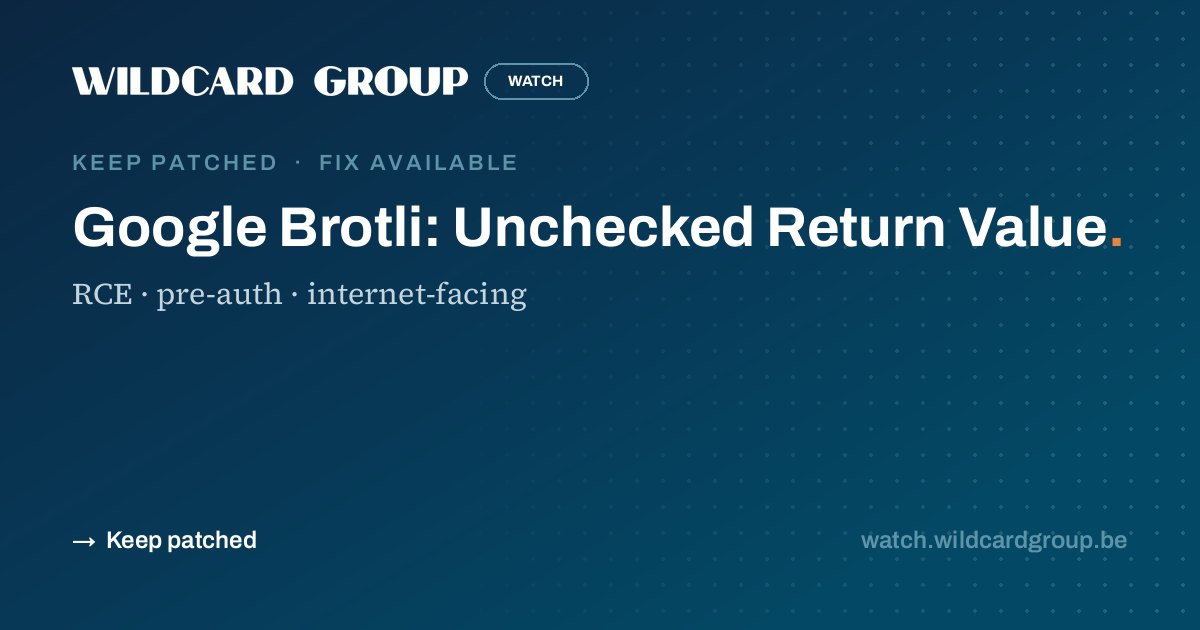 WILDCARD GROUP WATCH
KEEP PATCHED · FIX AVAILABLE
Google Brotli: Unchecked Return Value.
RCE · pre-auth · internet-facing
→ Keep patched
watch.wildcardgroup.be